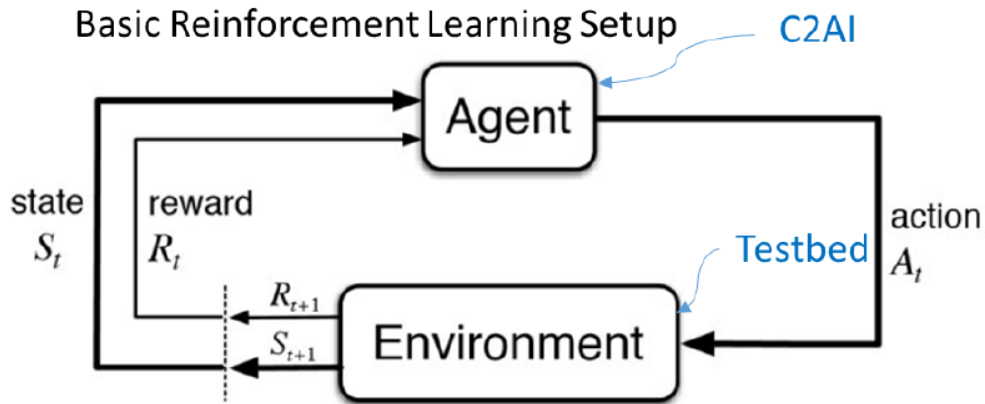 Basic Reinforcement Learning Setup
C2AI
Agent
state
S_t
reward
R_t
action
A_t
Testbed
R_{t+1}
S_{t+1}
Environment